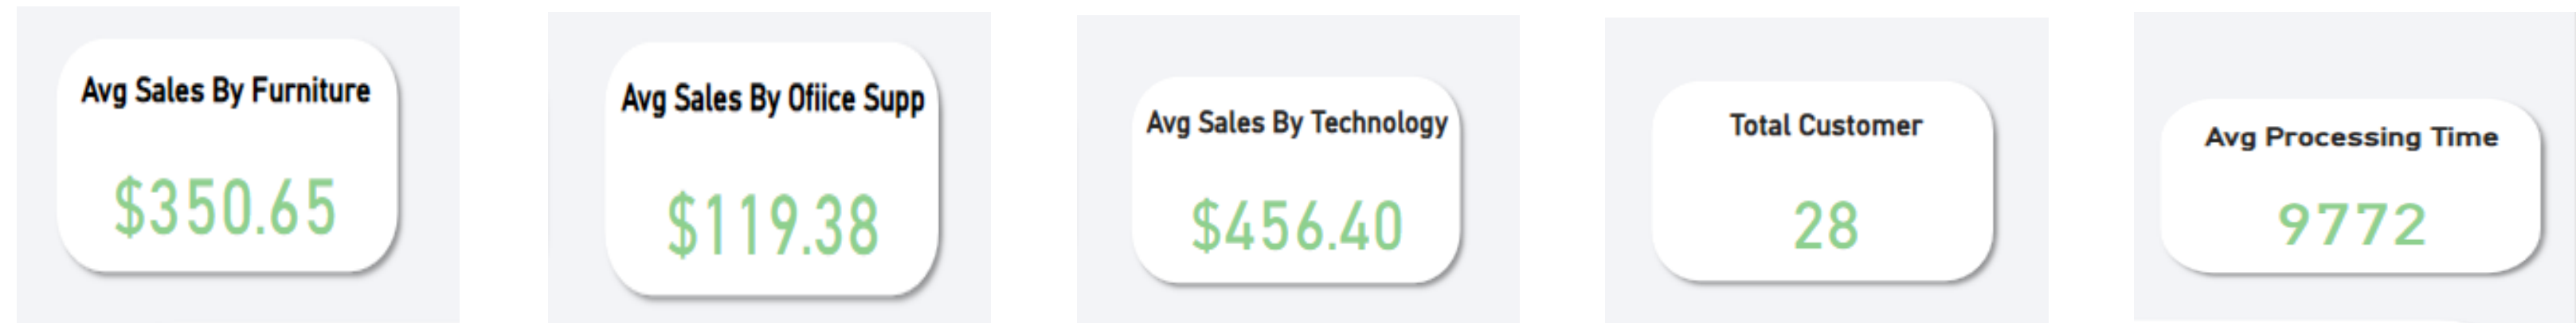 Avg Sales By Furniture
$350.65
Avg Sales By Ofiice Supp
$119.38
Avg Sales By Technology
$456.40
Total Customer
28
Avg Processing Time
9772